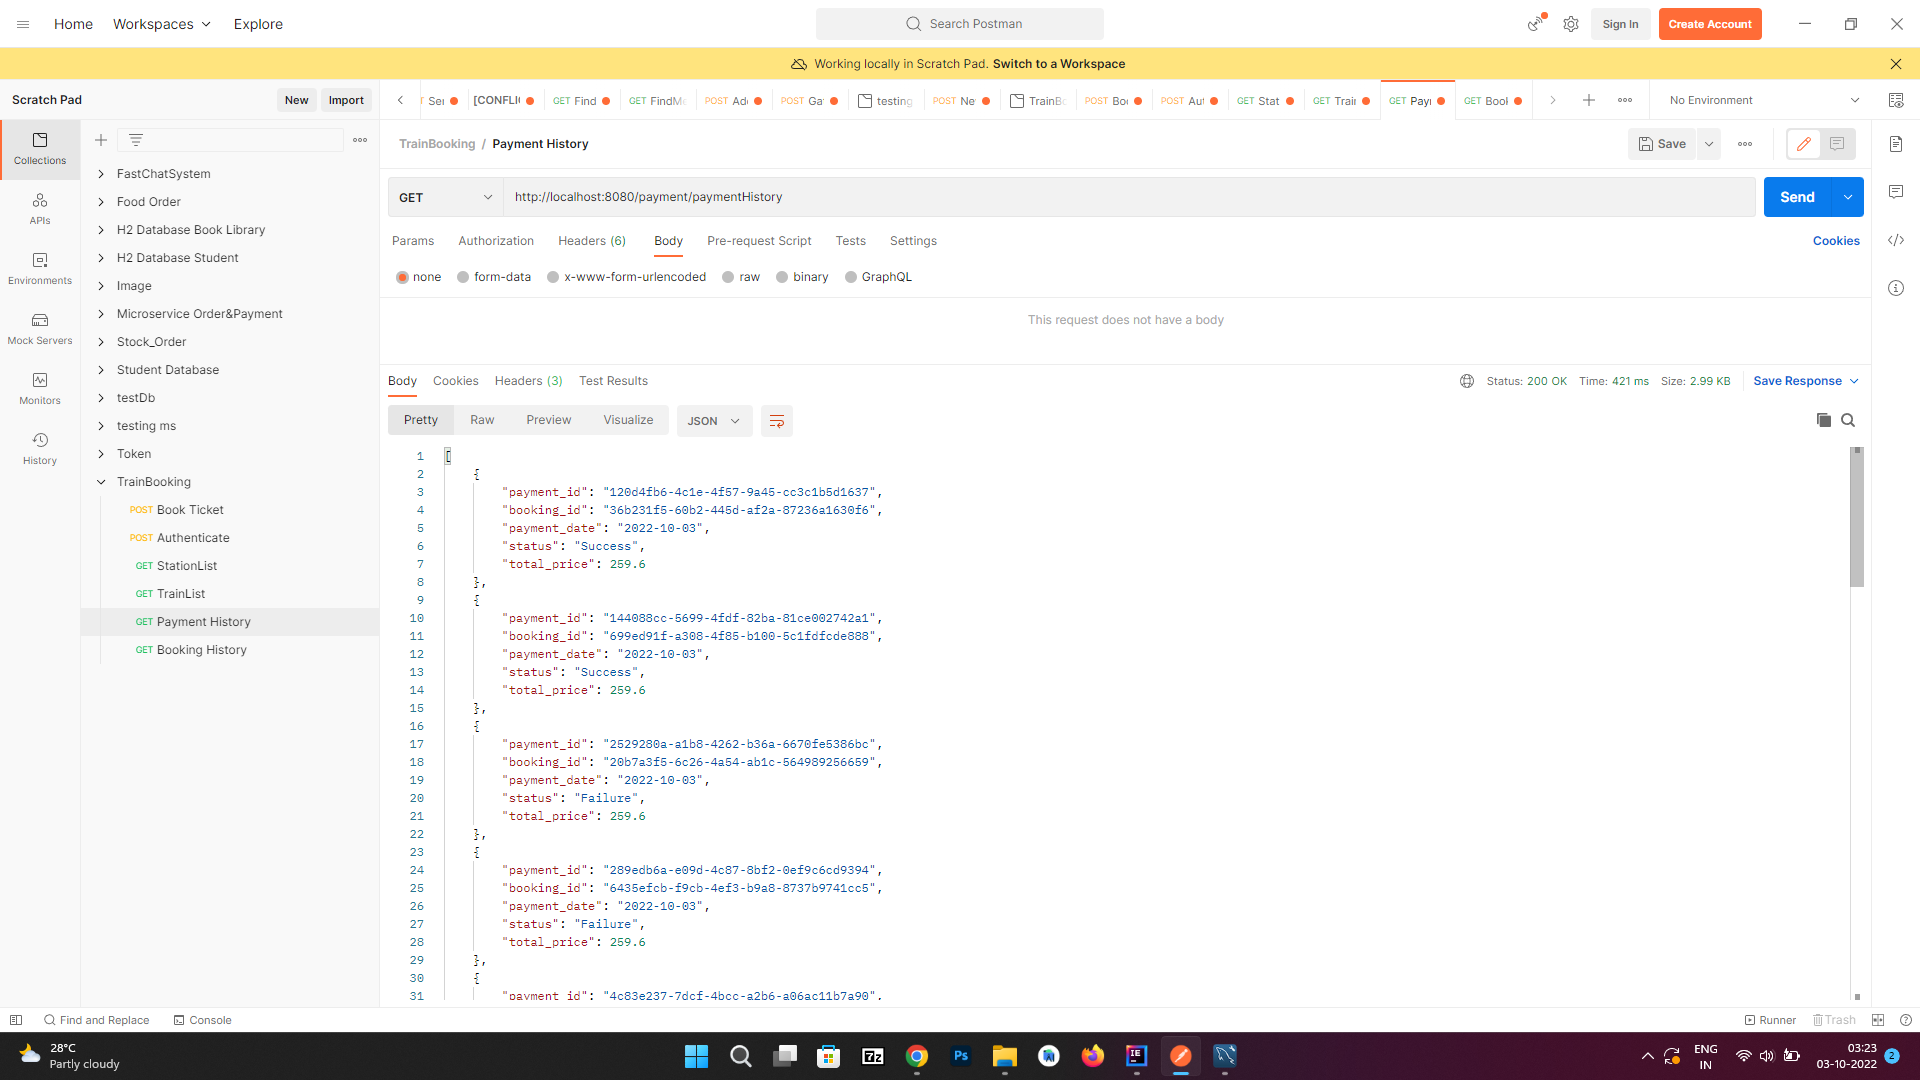 Home
Workspaces
Explore
Search Postman
Sign In
Create Account
Working locally in Scratch Pad. Switch to a Workspace
Scratch Pad
New
Import
[CONFLI
GET Find
GET FindM
POST
POST Ga
testing
POST Ne
TrainB
POST Bo
POST Aut
GET Stat
GET Trai
GET Pay
GET Book
No Environment
Collections
APIs
Environments
Mock Servers
Monitors
History
FastChatSystem
Food Order
H2 Database Book Library
H2 Database Student
Image
Microservice Order&Payment
Stock_Order
Student Database
testDb
testing ms
Token
TrainBooking
POST Book Ticket
POST Authenticate
GET StationList
GET TrainList
GET Payment History
GET Booking History
TrainBooking / Payment History
Save
GET
http://localhost:8080/payment/paymentHistory
Send
Params
Authorization
Headers (6)
Body
Pre-request Script
Tests
Settings
Cookies
none
form-data
x-www-form-urlencoded
raw
binary
GraphQL
This request does not have a body
Body
Cookies
Headers (3)
Test Results
Status: 200 OK
Time: 421 ms
Size: 2.99 KB
Save Response
Pretty
Raw
Preview
Visualize
JSON
1 [
2 {
3 "payment_id": "120d4fb6-4c1e-4f57-9a45-cc3c1b5d1637",
4 "booking_id": "36b231f5-60b2-445d-af2a-87236a1630f6",
5 "payment_date": "2022-10-03",
6 "status": "Success",
7 "total_price": 259.6
8 },
9 {
10 "payment_id": "144088cc-5699-4fdf-82ba-81ce002742a1",
11 "booking_id": "699ed91f-a308-4f85-b100-5c1fdfcde888",
12 "payment_date": "2022-10-03",
13 "status": "Success",
14 "total_price": 259.6
15 },
16 {
17 "payment_id": "2529280a-a1b8-4262-b36a-6670fe5386bc",
18 "booking_id": "20b7a3f5-6c26-4a54-ab1c-564989256659",
19 "payment_date": "2022-10-03",
20 "status": "Failure",
21 "total_price": 259.6
22 },
23 {
24 "payment_id": "289edb6a-e09d-4c87-8bf2-0ef9c6cd9394",
25 "booking_id": "6435efcb-f9cb-4ef3-b9a8-8737b9741cc5",
26 "payment_date": "2022-10-03",
27 "status": "Failure",
28 "total_price": 259.6
29 },
30 {
31 "payment_id": "4c83e237-7dcf-4bcc-a2b6-a06ac11b7a90",
Find and Replace
Console
Runner
Trash
28°C
Partly cloudy
7z
Ps
IE
ENG
IN
03:23
03-10-2022
2